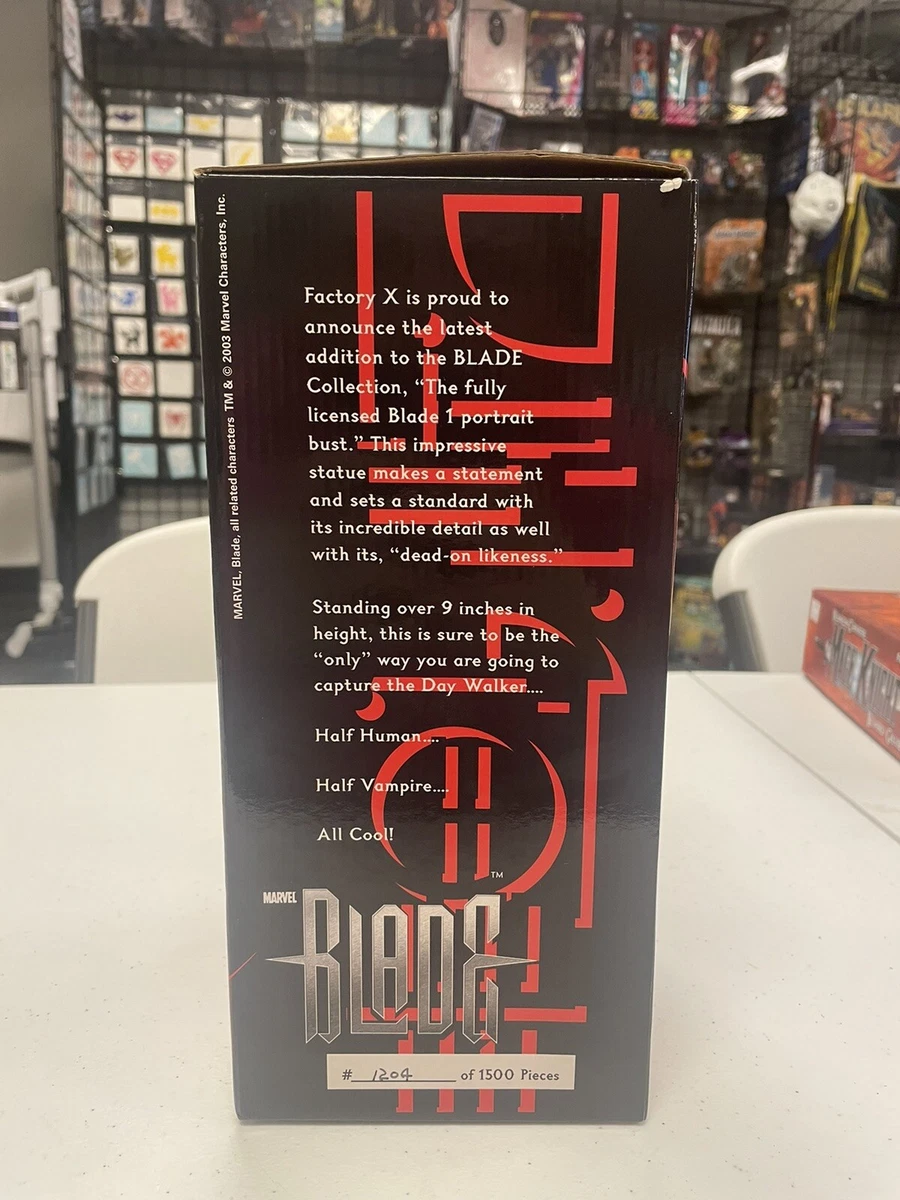 MARVEL, Blade, all related characters TM & © 2003 Marvel Characters, Inc.
Factory X is proud to
announce the latest
addition to the BLADE
Collection, “The fully
licensed Blade 1 portrait
bust.” This impressive
statue makes a statement
and sets a standard with
its incredible detail as well
with its, “dead-on likeness.”
Standing over 9 inches in
height, this is sure to be the
“only” way you are going to
capture the Day Walker....
Half Human....
Half Vampire....
All Cool!
MARVEL
BLADE™
# 1204 of 1500 Pieces